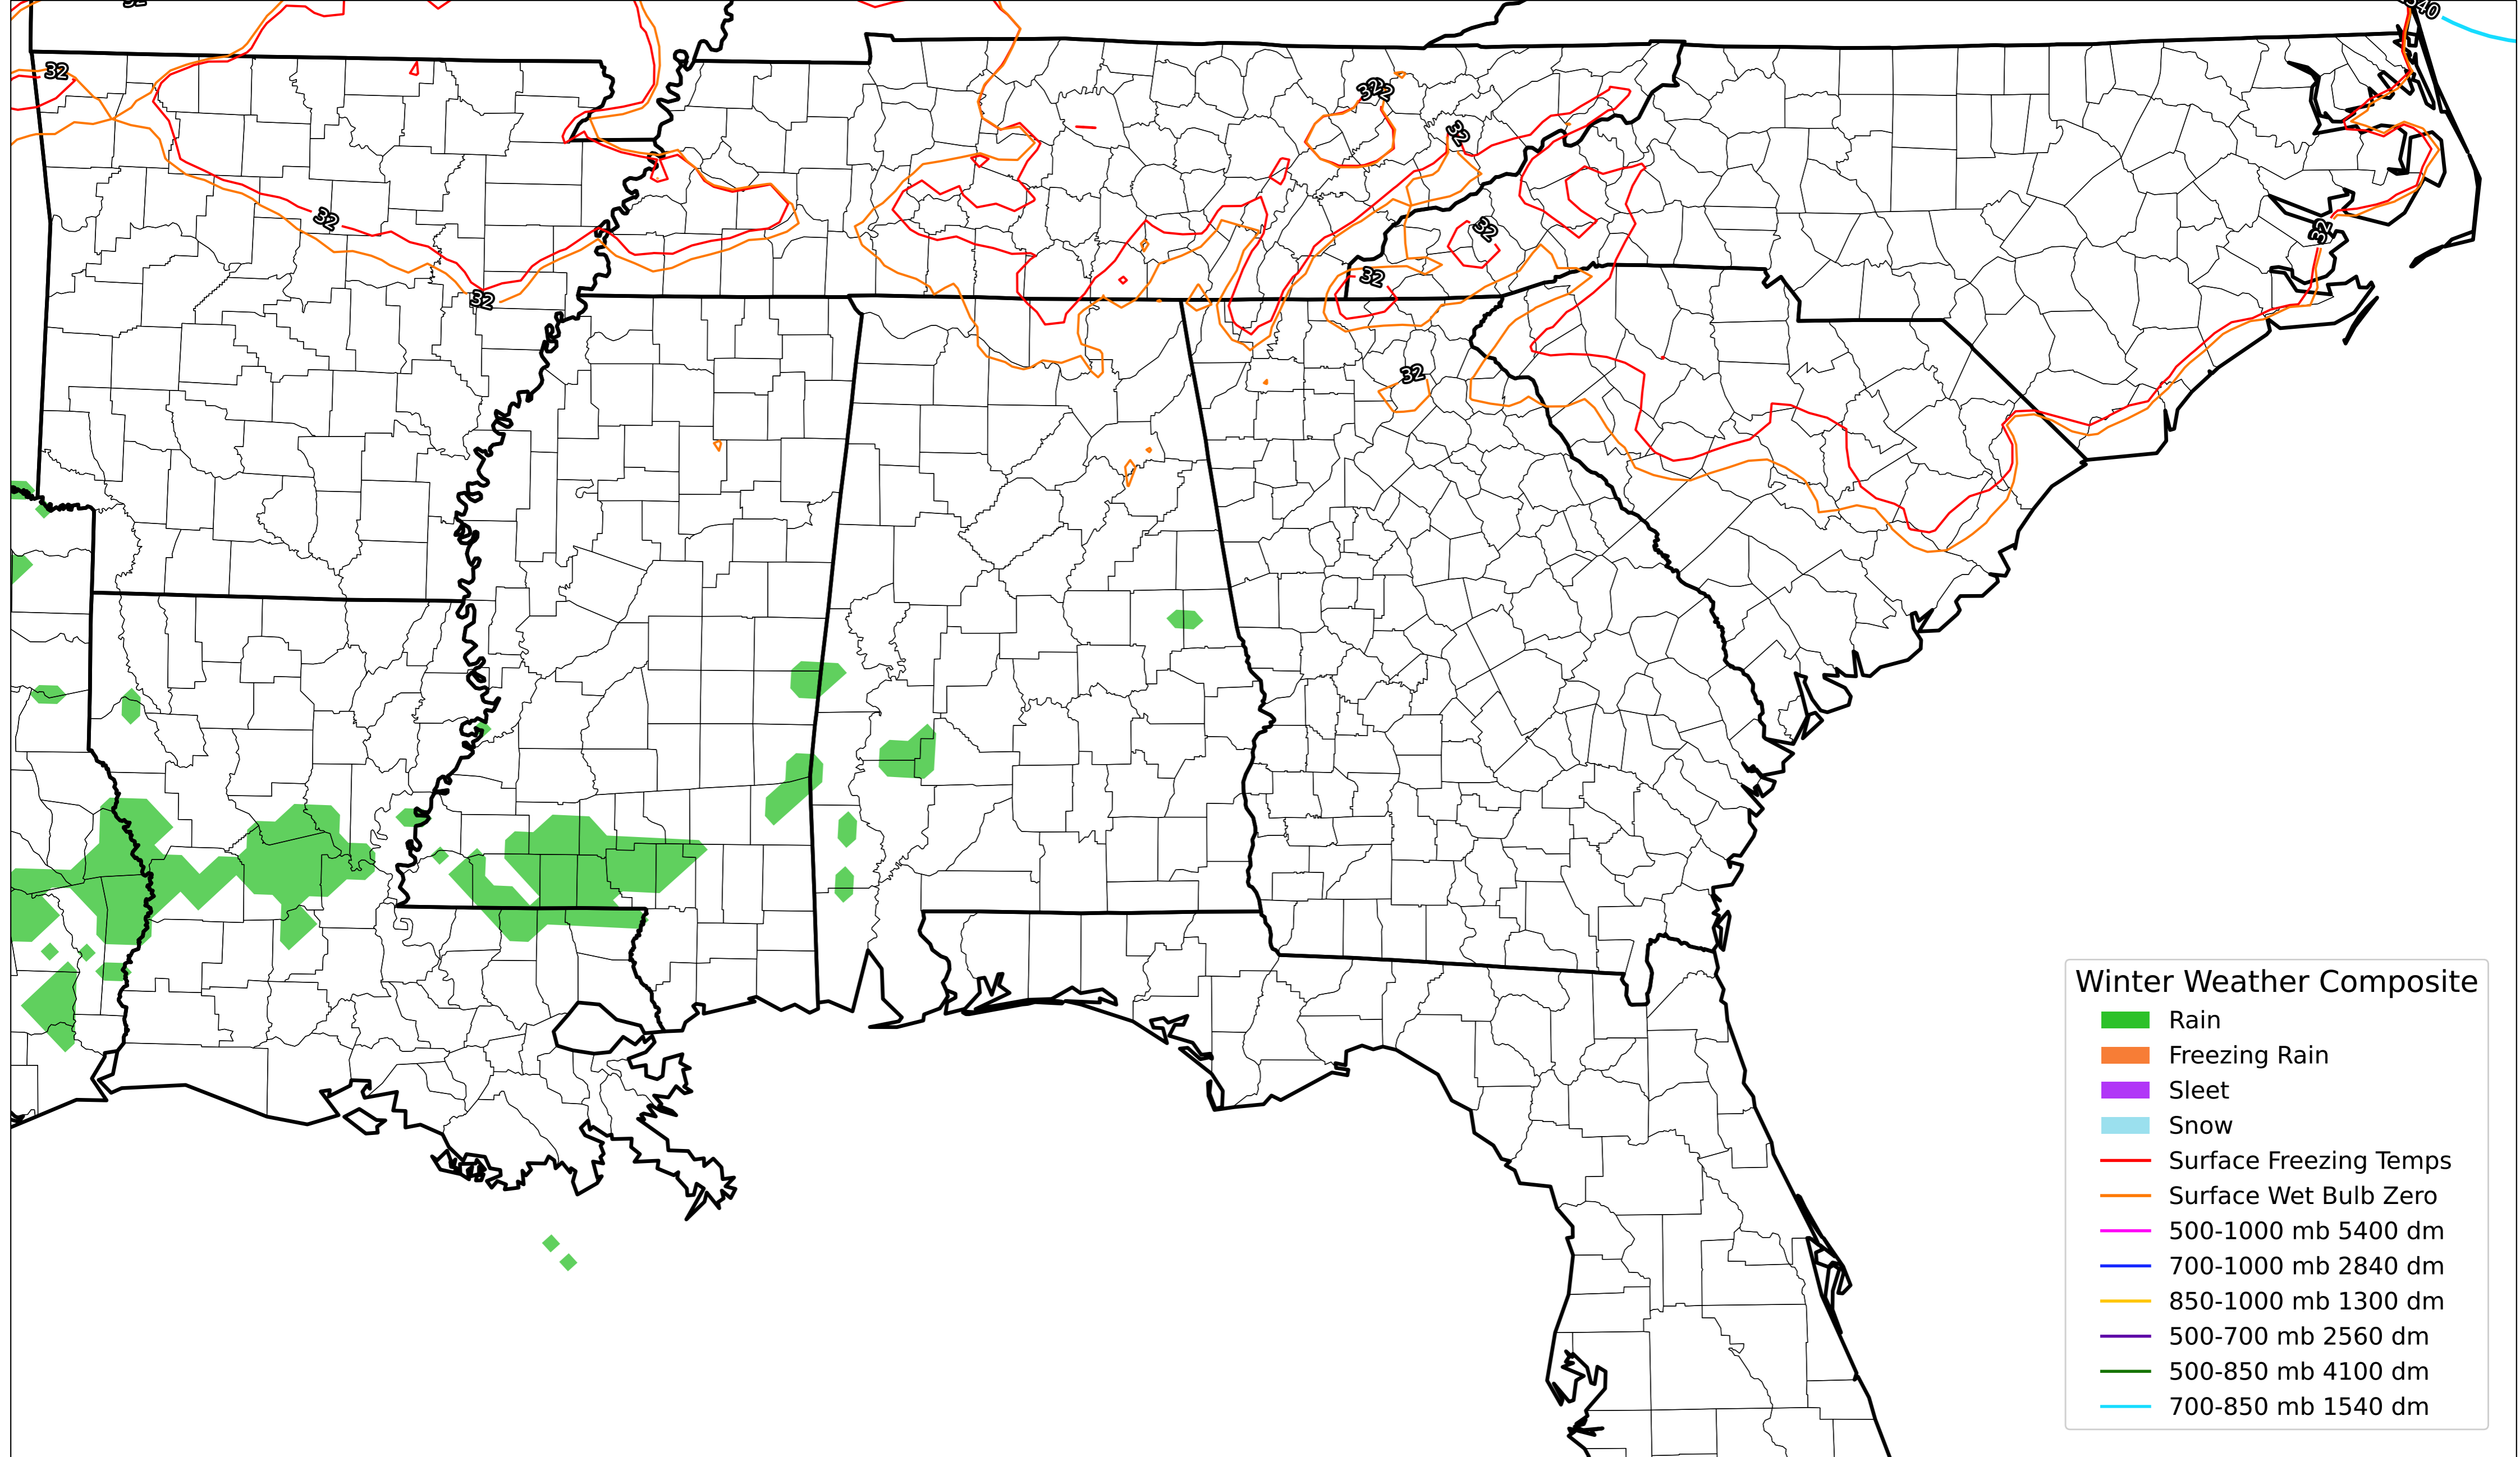 32
32
32
32
32
32
32
32
32
32
Winter Weather Composite
Rain
Freezing Rain
Sleet
Snow
Surface Freezing Temps
Surface Wet Bulb Zero
500-1000 mb 5400 dm
700-1000 mb 2840 dm
850-1000 mb 1300 dm
500-700 mb 2560 dm
500-850 mb 4100 dm
700-850 mb 1540 dm